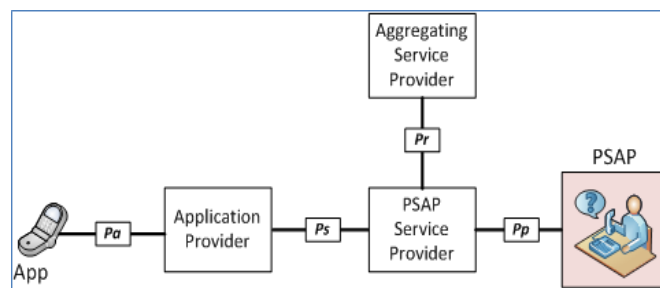 Aggregating
Service
Provider
Pr
PSAP
?
App
Pa
Application
Provider
Ps
PSAP
Service
Provider
Pp